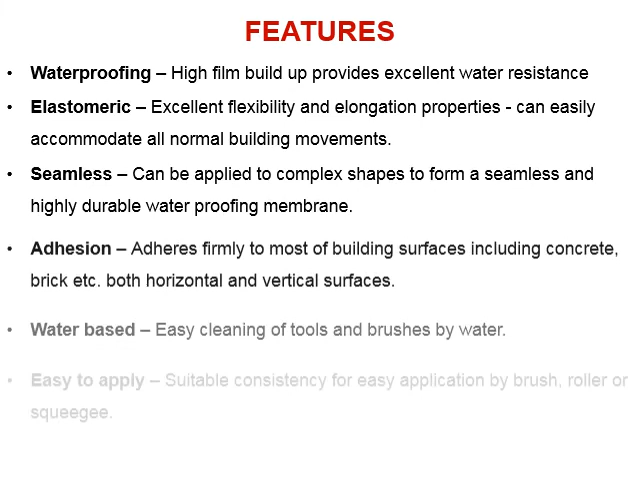 FEATURES
• Waterproofing – High film build up provides excellent water resistance
• Elastomeric – Excellent flexibility and elongation properties - can easily
accommodate all normal building movements.
• Seamless – Can be applied to complex shapes to form a seamless and
highly durable water proofing membrane.
• Adhesion – Adheres firmly to most of building surfaces including concrete,
brick etc. both horizontal and vertical surfaces.
• Water based – Easy cleaning of tools and brushes by water.
• Easy to apply – Suitable consistency for easy application by brush, roller or
squeegee.